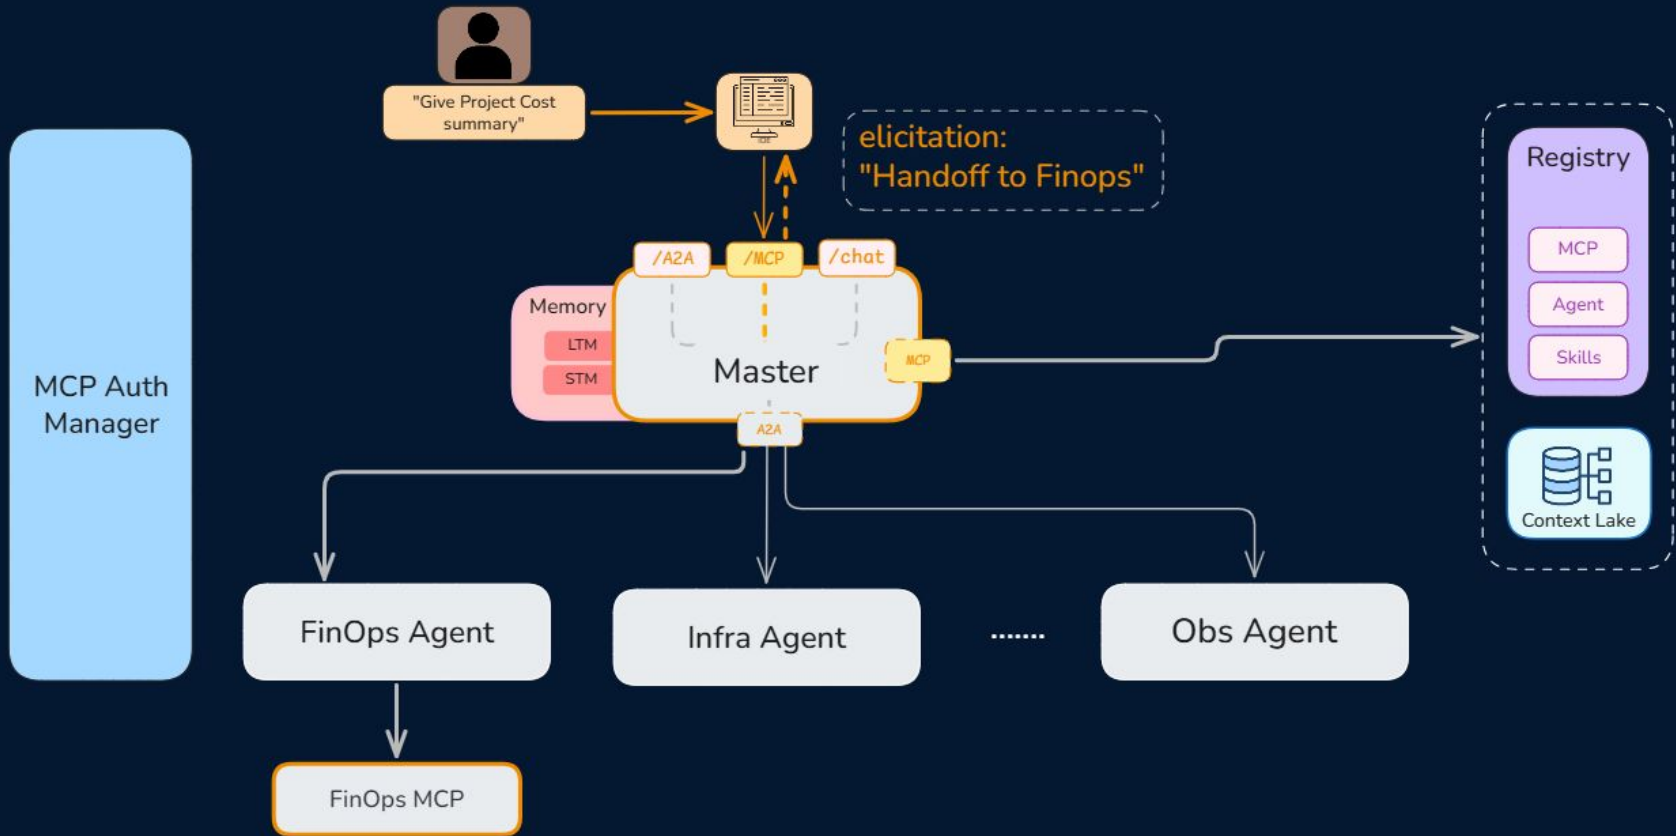 "Give Project Cost
summary"
elicitation:
"Handoff to Finops"
Registry
MCP
Agent
Skills
Context Lake
MCP Auth
Manager
/A2A
/MCP
/chat
Memory
LTM
STM
Master
MCP
A2A
FinOps Agent
Infra Agent
.......
Obs Agent
FinOps MCP